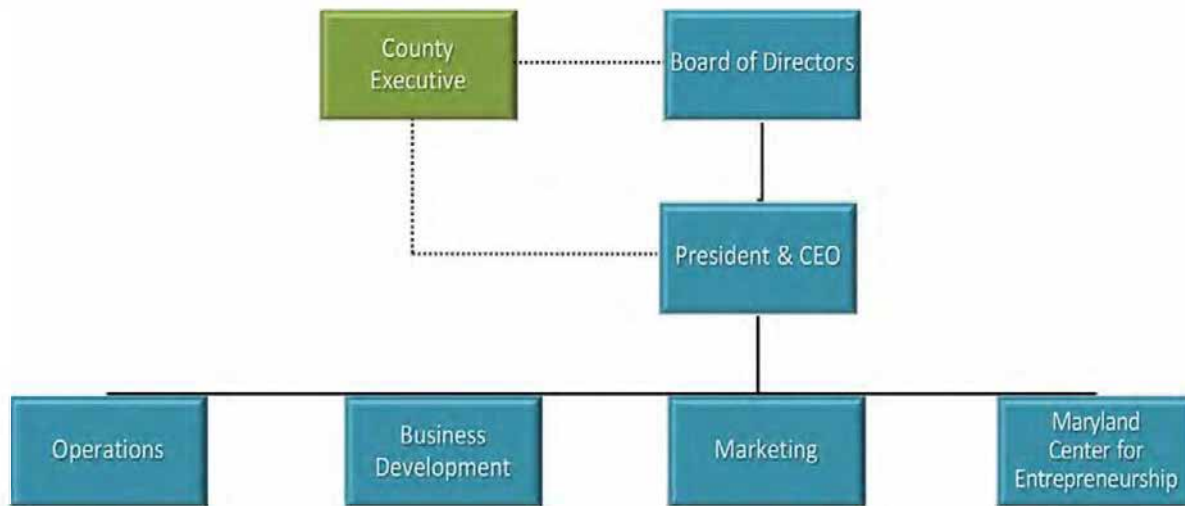 County
Executive
Board of Directors
President & CEO
Operations
Business
Development
Marketing
Maryland
Center for
Entrepreneurship